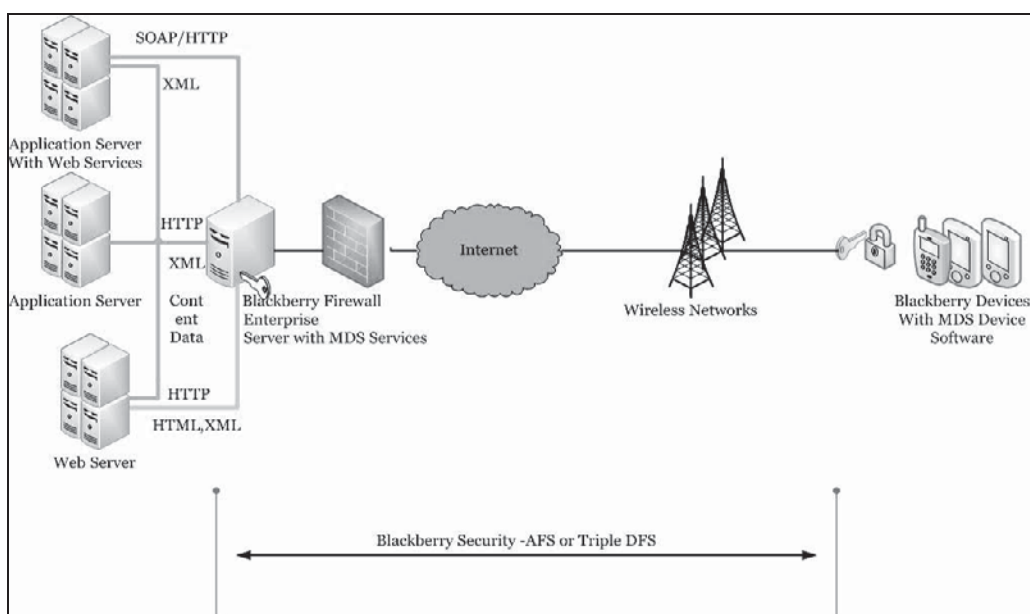 SOAP/HTTP
XML
Application Server
With Web Services
HTTP
XML
Application Server
Cont
ent
Data
Blackberry Firewall
Enterprise
Server with MDS Services
Internet
Wireless Networks
Blackberry Devices
With MDS Device
Software
HTTP
HTML,XML
Web Server
Blackberry Security -AFS or Triple DFS